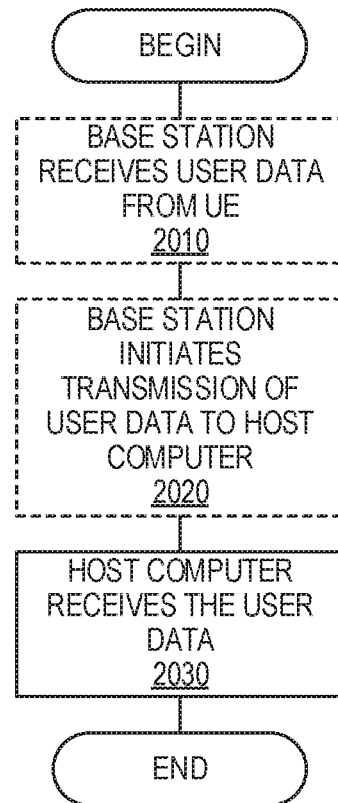 BEGIN
BASE STATION
RECEIVES USER DATA
FROM UE
2010
BASE STATION
INITIATES
TRANSMISSION OF
USER DATA TO HOST
COMPUTER
2020
HOST COMPUTER
RECEIVES THE USER
DATA
2030
END